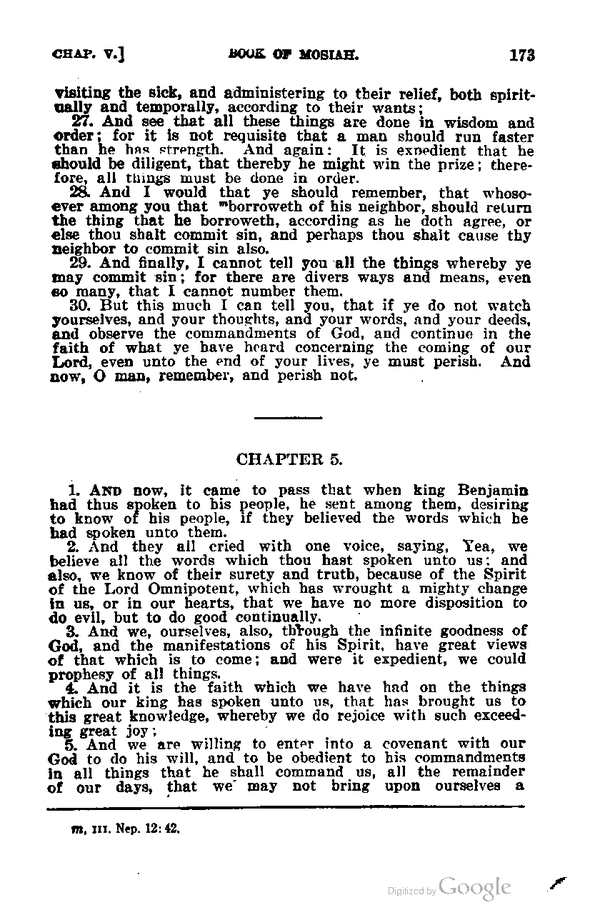 CHAP. V.] BOOK OF MOSIAH. 173
visiting the sick, and administering to their relief, both spirit-
ually and temporally, according to their wants;
27. And see that all these things are done in wisdom and
order; for it is not requisite that a man should run faster
than he has strength. And again: It is expedient that he
should be diligent, that thereby he might win the prize; there-
fore, all things must be done in order.
28. And I would that ye should remember, that whoso-
ever among you that ᵐborroweth of his neighbor, should return
the thing that he borroweth, according as he doth agree, or
else thou shalt commit sin, and perhaps thou shalt cause thy
neighbor to commit sin also.
29. And finally, I cannot tell you all the things whereby ye
may commit sin; for there are divers ways and means, even
so many, that I cannot number them.
30. But this much I can tell you, that if ye do not watch
yourselves, and your thoughts, and your words, and your deeds,
and observe the commandments of God, and continue in the
faith of what ye have heard concerning the coming of our
Lord, even unto the end of your lives, ye must perish. And
now, O man, remember, and perish not.
CHAPTER 5.
1. AND now, it came to pass that when king Benjamin
had thus spoken to his people, he sent among them, desiring
to know of his people, if they believed the words which he
had spoken unto them.
2. And they all cried with one voice, saying, Yea, we
believe all the words which thou hast spoken unto us; and
also, we know of their surety and truth, because of the Spirit
of the Lord Omnipotent, which has wrought a mighty change
in us, or in our hearts, that we have no more disposition to
do evil, but to do good continually.
3. And we, ourselves, also, through the infinite goodness of
God, and the manifestations of his Spirit, have great views
of that which is to come; and were it expedient, we could
prophesy of all things.
4. And it is the faith which we have had on the things
which our king has spoken unto us, that has brought us to
this great knowledge, whereby we do rejoice with such exceed-
ing great joy;
5. And we are willing to enter into a covenant with our
God to do his will, and to be obedient to his commandments
in all things that he shall command us, all the remainder
of our days, that we may not bring upon ourselves a
m, III. Nep. 12:42.
Digitized by Google